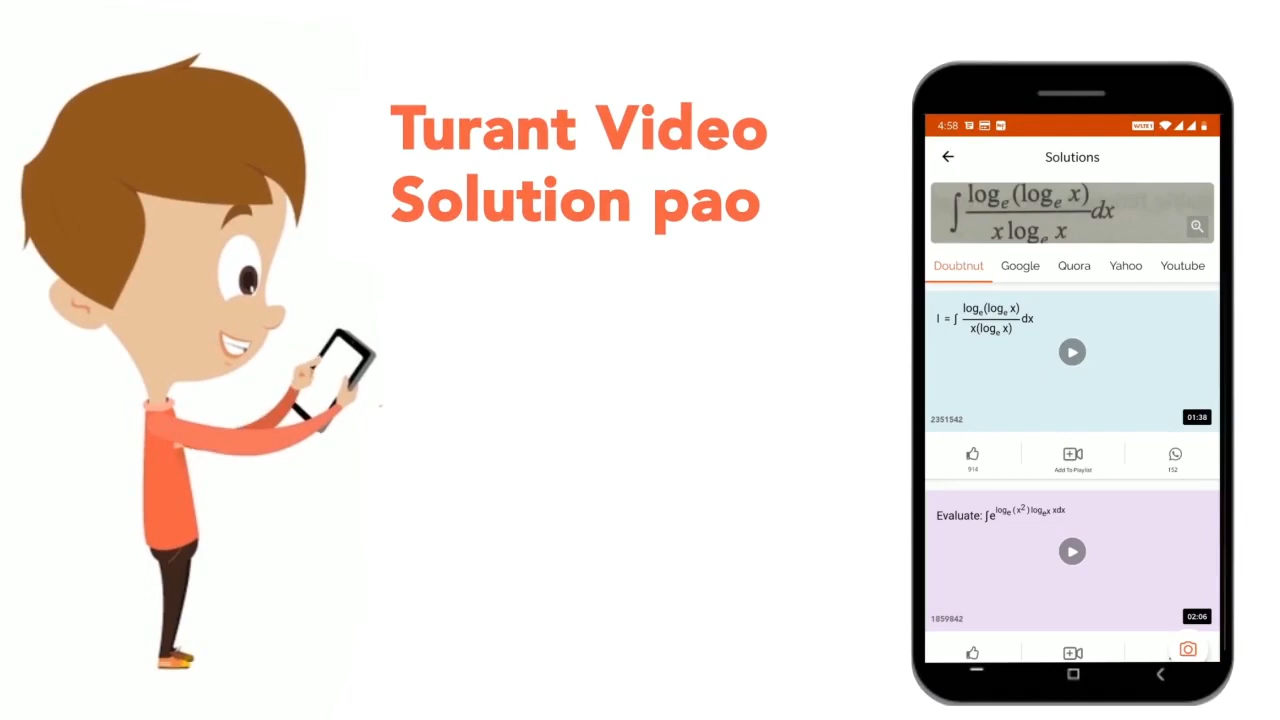 Turant Video
Solution pao
4:58
Solutions
∫ logₑ(logₑ x) / x logₑ x dx
Doubtnut Google Quora Yahoo Youtube
I = ∫ logₑ(logₑ x) / x(logₑ x) dx
2351542 01:38
914 Add To Playlist 152
Evaluate: ∫e^logₑ(x²)logₑx xdx
1859842 02:06